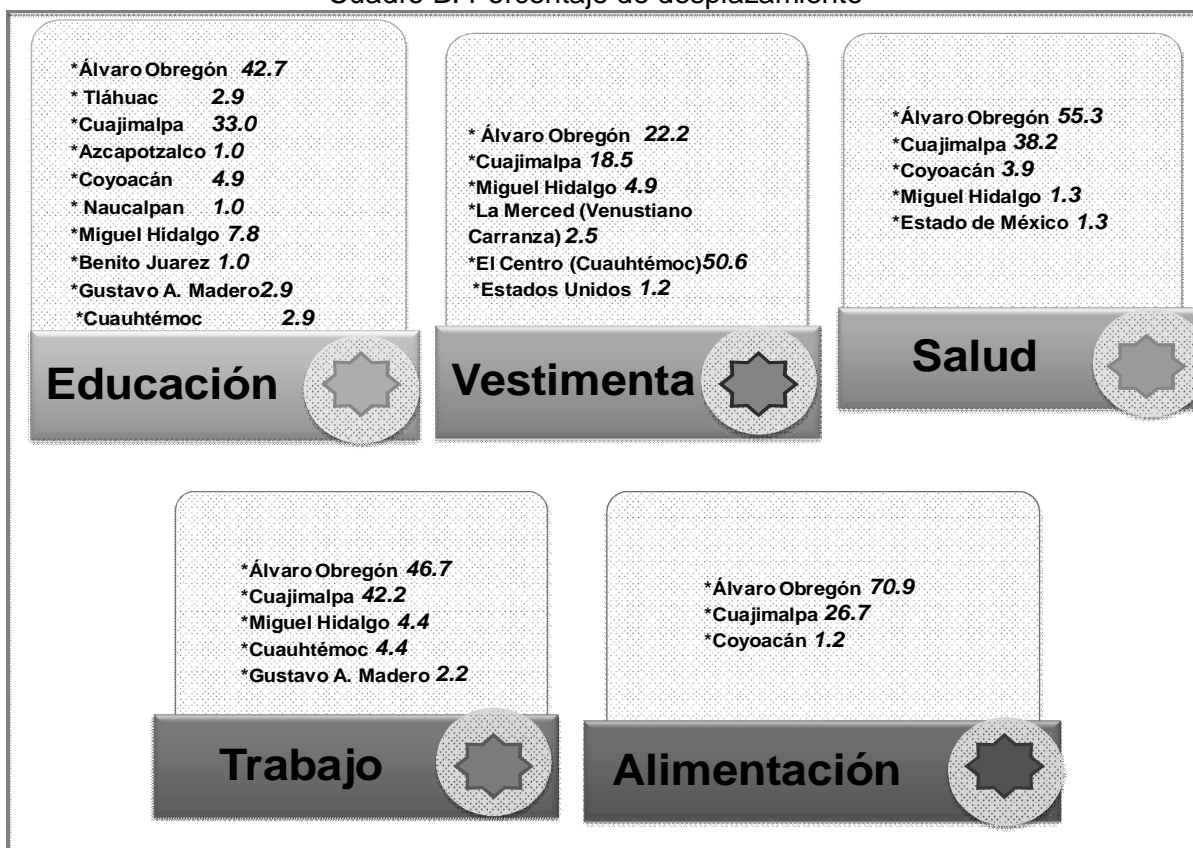 Cuadro B. Porcentaje de desplazamiento
*Álvaro Obregón 42.7
* Tláhuac 2.9
*Cuajimalpa 33.0
*Azcapotzalco 1.0
*Coyoacán 4.9
* Naucalpan 1.0
*Miguel Hidalgo 7.8
*Benito Juarez 1.0
*Gustavo A. Madero2.9
*Cuauhtémoc 2.9
Educación
* Álvaro Obregón 22.2
*Cuajimalpa 18.5
*Miguel Hidalgo 4.9
*La Merced (Venustiano
Carranza) 2.5
*El Centro (Cuauhtémoc)50.6
*Estados Unidos 1.2
Vestimenta
*Álvaro Obregón 55.3
*Cuajimalpa 38.2
*Coyoacán 3.9
*Miguel Hidalgo 1.3
*Estado de México 1.3
Salud
*Álvaro Obregón 46.7
*Cuajimalpa 42.2
*Miguel Hidalgo 4.4
*Cuauhtémoc 4.4
*Gustavo A. Madero 2.2
Trabajo
*Álvaro Obregón 70.9
*Cuajimalpa 26.7
*Coyoacán 1.2
Alimentación